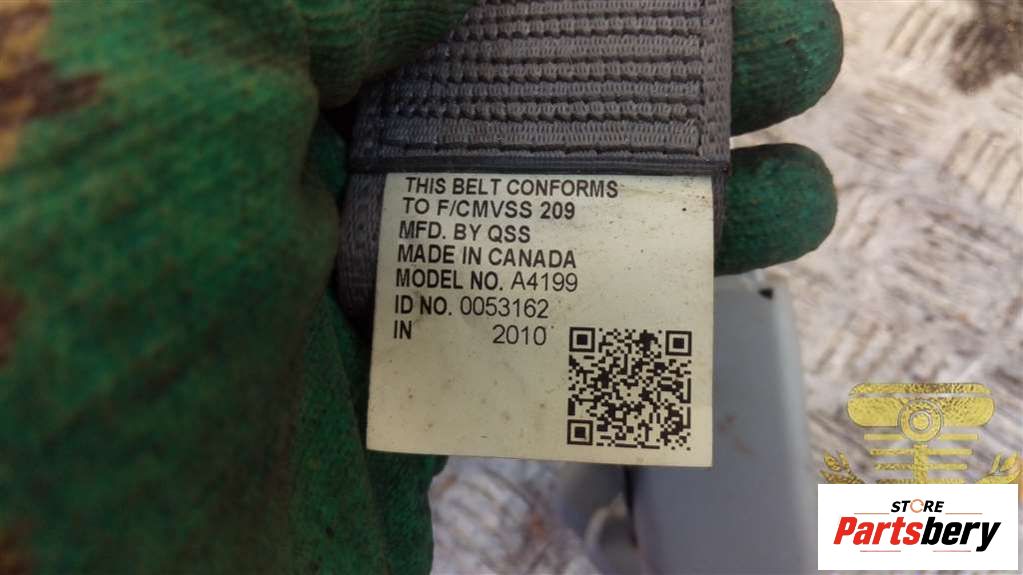 THIS BELT CONFORMS
TO F/CMVSS 209
MFD. BY QSS
MADE IN CANADA
MODEL NO. A4199
ID NO. 0053162
IN 2010
STORE
Partsbery